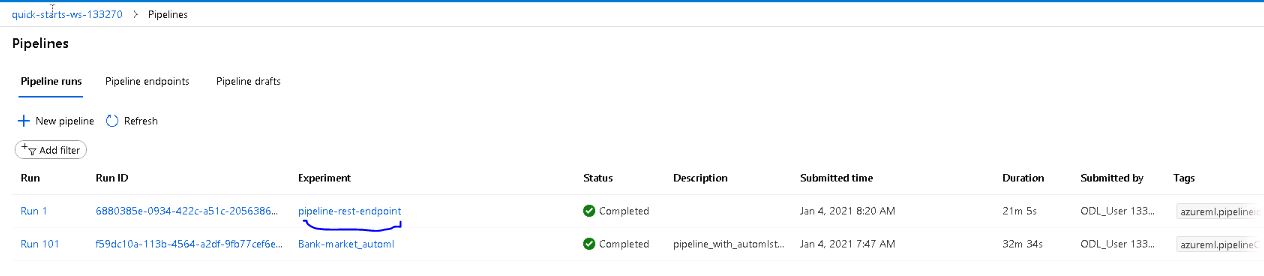 quick-starts-ws-133270 > Pipelines
Pipelines
Pipeline runs Pipeline endpoints Pipeline drafts
+ New pipeline Refresh
Add filter
Run Run ID Experiment Status Description Submitted time Duration Submitted by Tags
Run 1 6880385e-0934-422c-a51c-2056386... pipeline-rest-endpoint Completed Jan 4, 2021 8:20 AM 21m 5s ODL_User 133... azureml.pipeline
Run 101 f59dc10a-113b-4564-a2df-9fb77cef6e... Bank-market_automl Completed pipeline_with_automlst... Jan 4, 2021 7:47 AM 32m 34s ODL_User 133... azureml.pipeline